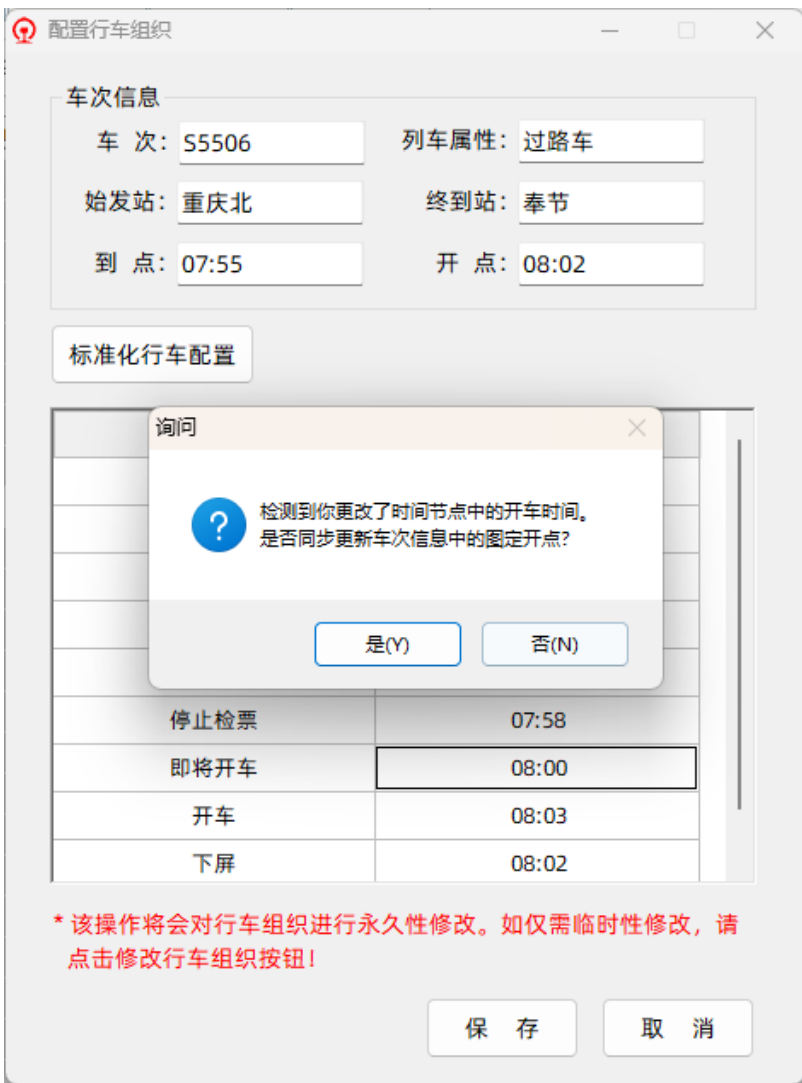 配置行车组织
车次信息
车 次： S5506 列车属性： 过路车
始发站： 重庆北 终到站： 奉节
到 点： 07:55 开 点： 08:02
标准化行车配置
询问
检测到你更改了时间节点中的开车时间。
是否同步更新车次信息中的图定开点?
是(Y) 否(N)
停止检票 07:58
即将开车 08:00
开车 08:03
下屏 08:02
* 该操作将会对行车组织进行永久性修改。如仅需临时性修改，请
点击修改行车组织按钮！
保 存 取 消